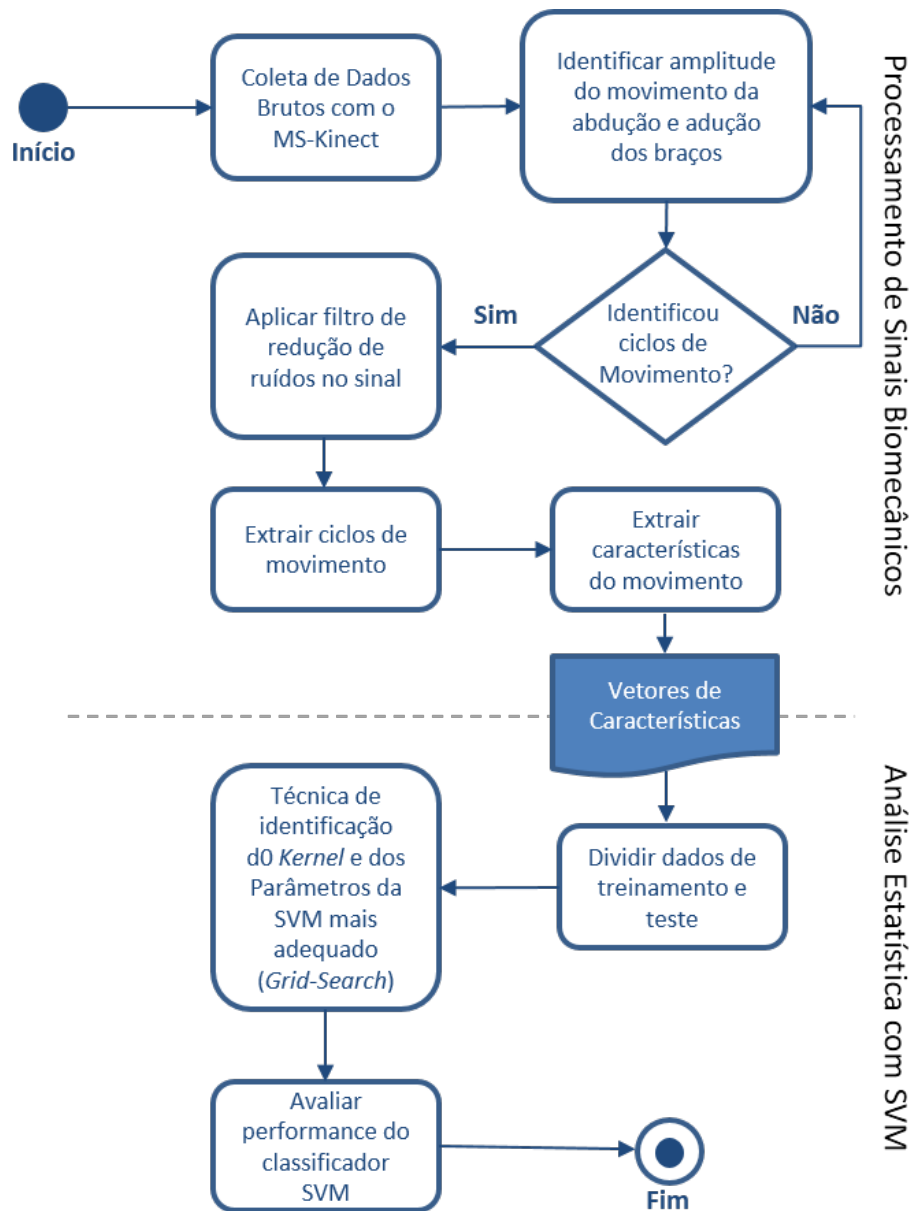 Coleta de Dados
Brutos com o
MS-Kinect
Início
Identificar amplitude
do movimento da
abdução e adução
dos braços
Identificou
ciclos de
Movimento?
Sim
Não
Aplicar filtro de
redução de
ruídos no sinal
Extrair ciclos de
movimento
Extrair
características
do movimento
Vetores de
Características
Processamento de Sinais Biomecânicos
Dividir dados de
treinamento e
teste
Técnica de
identificação
d0 Kernel e dos
Parâmetros da
SVM mais
adequado
(Grid-Search)
Avaliar
performance do
classificador
SVM
Fim
Análise Estatística com SVM